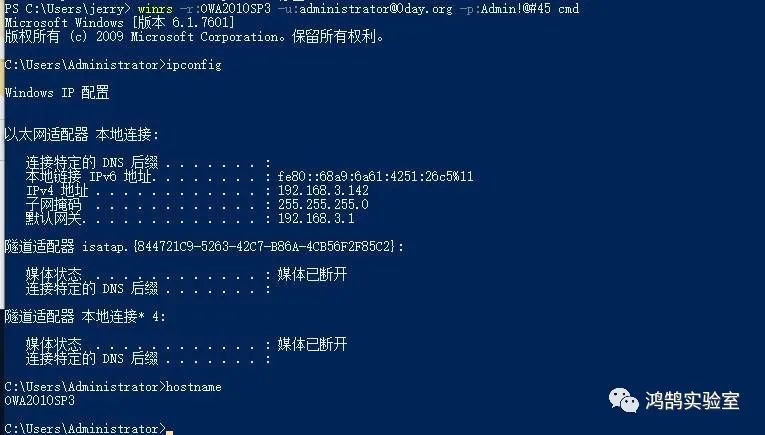 PS C:\Users\jerry> winrs -r:OWA2010SP3 -u:administrator@0day.org -p:Admin!@#45 cmd
Microsoft Windows [版本 6.1.7601]
版权所有 (c) 2009 Microsoft Corporation。保留所有权利。
C:\Users\Administrator>ipconfig
Windows IP 配置
以太网适配器 本地连接:
连接特定的 DNS 后缀 . . . . . . . :
本地链接 IPv6 地址. . . . . . . . : fe80::68a9:6a61:4251:26c5%11
IPv4 地址 . . . . . . . . . . . . : 192.168.3.142
子网掩码 . . . . . . . . . . . . : 255.255.255.0
默认网关. . . . . . . . . . . . . : 192.168.3.1
隧道适配器 isatap.{844721C9-5263-42C7-B86A-4CB56F2F85C2}:
媒体状态 . . . . . . . . . . . . : 媒体已断开
连接特定的 DNS 后缀 . . . . . . . :
隧道适配器 本地连接* 4:
媒体状态 . . . . . . . . . . . . : 媒体已断开
连接特定的 DNS 后缀 . . . . . . . :
C:\Users\Administrator>hostname
OWA2010SP3
C:\Users\Administrator>
鸿鹄实验室